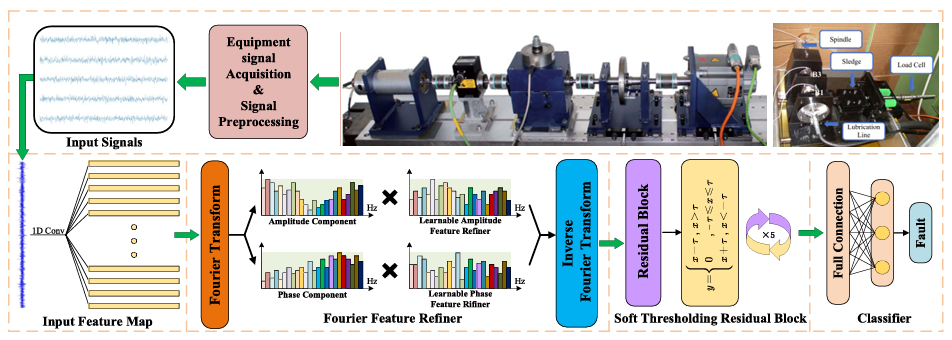 Equipment
signal
Acquisition
&
Signal
Preprocessing
Input Signals
Spindle
Sledge
Load Cell
B3
B1
Lubrication
Line
1D Conv
Input Feature Map
Fourier Transform
Hz
Amplitude Component
Hz
Learnable Amplitude
Feature Refiner
Hz
Phase Component
Hz
Learnable Phase
Feature Rifiner
Inverse
Fourier Transform
Fourier Feature Refiner
Residual Block
y = { x − τ , x > τ
0 , −τ ≤ x ≤ τ
x + τ , x < − τ
×5
Soft Thresholding Residual Block
Full Connection
Fault
Classifier